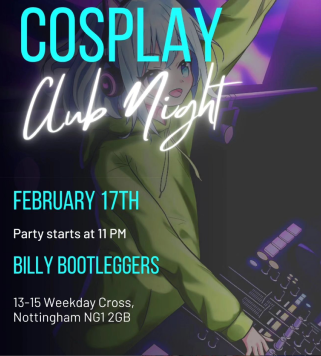 COSPLAY
Club Night
FEBRUARY 17TH
Party starts at 11 PM
BILLY BOOTLEGGERS
13-15 Weekday Cross,
Nottingham NG1 2GB